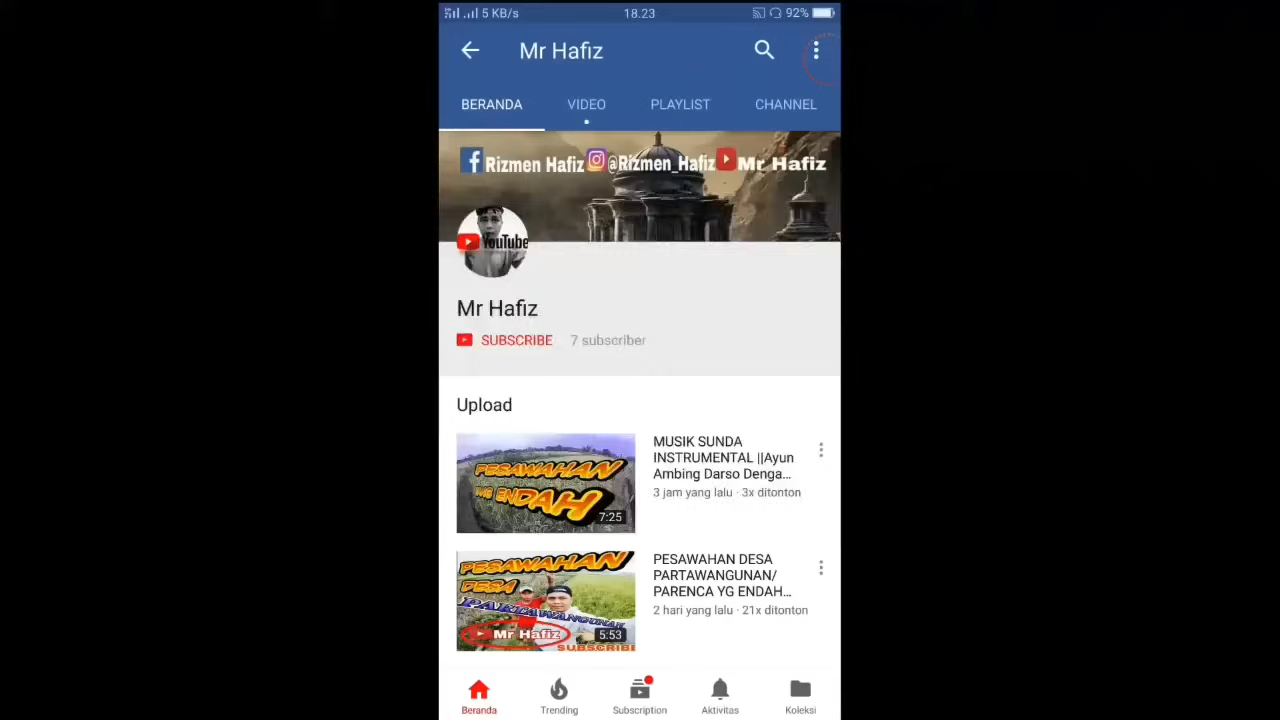 5 KB/s 18.23 92%
Mr Hafiz
BERANDA VIDEO PLAYLIST CHANNEL
Rizmen Hafiz @Rizmen_Hafiz Mr Hafiz
YouTube
Mr Hafiz
SUBSCRIBE 7 subscriber
Upload
PESAWAHAN
YNG ENDAH
7:25
MUSIK SUNDA
INSTRUMENTAL ||Ayun
Ambing Darso Denga...
3 jam yang lalu · 3x ditonton
PESAWAHAN
DESA
PARTAWANGUNAN
Mr Hafiz
5:53
SUBSCRIBE
PESAWAHAN DESA
PARTAWANGUNAN/
PARENCA YG ENDAH...
2 hari yang lalu · 21x ditonton
Beranda Trending Subscription Aktivitas Koleksi